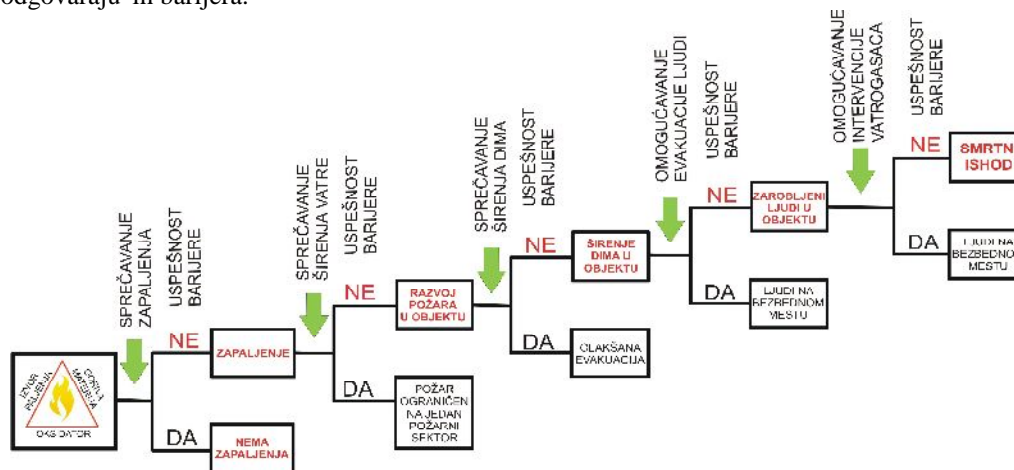 odgovaraju ih barijera.
SPREČAVANJE
ZAPALJENJA
USPEŠNOST
BARIJERE
NE
ZAPALJENJE
DA
NEMA
ZAPALJENJA
IZVOR
PALJENJA
GORIVA
MATERIJA
OKSIDATOR
SPREČAVANJE
ŠIRENJA VATRE
USPEŠNOST
BARIJERE
NE
RAZVOJ
POŽARA
U OBJEKTU
DA
POŽAR
OGRANIČEN
NA JEDAN
POŽARNI
SEKTOR
SPREČAVANJE
ŠIRENJA DIMA
USPEŠNOST
BARIJERE
NE
ŠIRENJE
DIMA U
OBJEKTU
DA
OLAKŠANA
EVAKUACIJA
OMOGUĆAVANJE
EVAKUACIJE LJUDI
USPEŠNOST
BARIJERE
NE
ZAROBLJENI
LJUDI U
OBJEKTU
DA
LJUDI NA
BEZBEDNOM
MESTU
OMOGUĆAVANJE
INTERVENCIJE
VATROGASACA
USPEŠNOST
BARIJERE
NE
SMRTN
ISHOD
DA
LJUDI NA
BEZBEDNO
MESTU